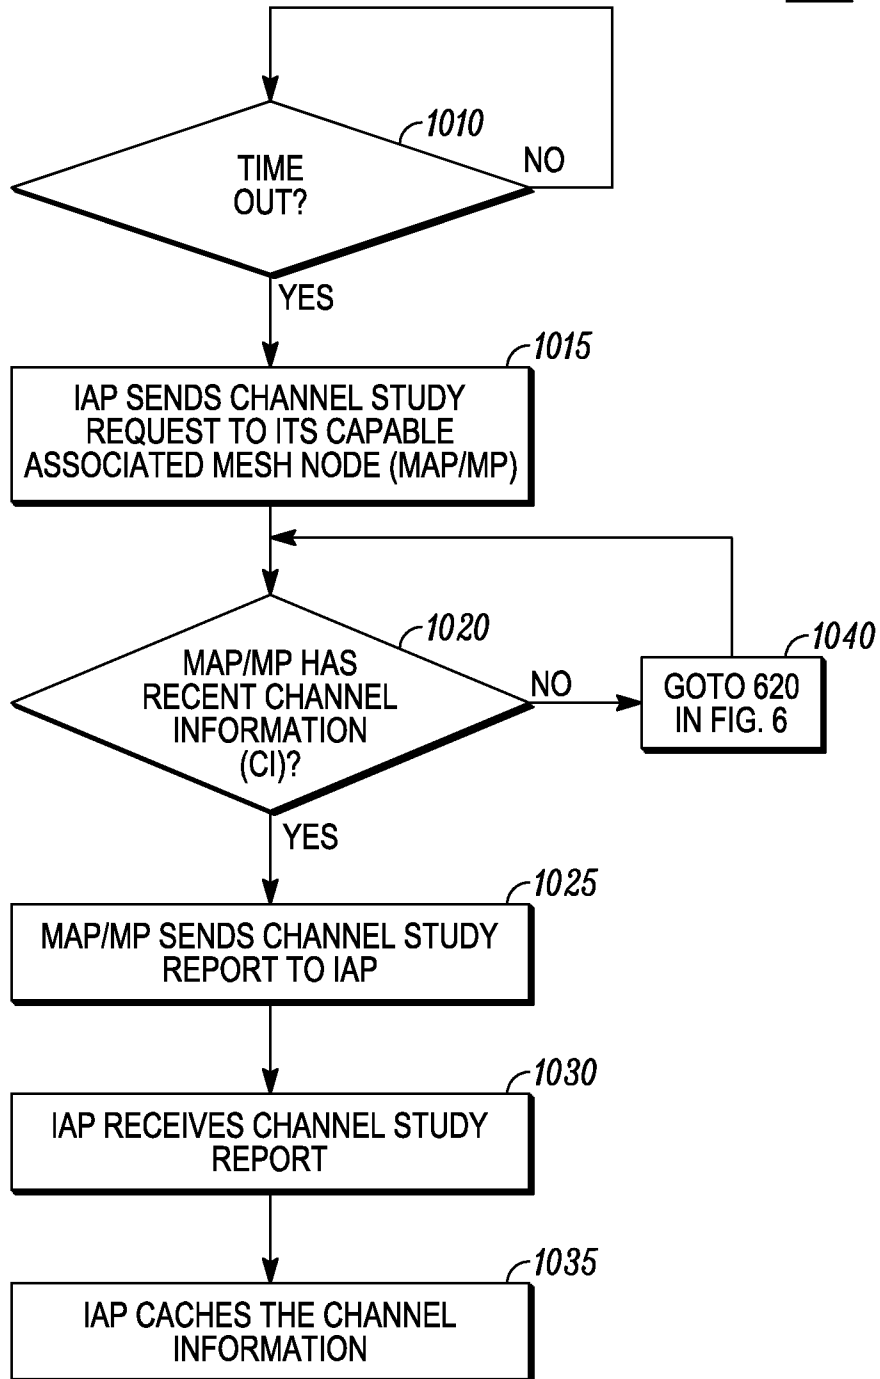 1010
TIME
OUT?
NO
YES
1015
IAP SENDS CHANNEL STUDY
REQUEST TO ITS CAPABLE
ASSOCIATED MESH NODE (MAP/MP)
1020
MAP/MP HAS
RECENT CHANNEL
INFORMATION
(CI)?
NO
1040
GOTO 620
IN FIG. 6
YES
1025
MAP/MP SENDS CHANNEL STUDY
REPORT TO IAP
1030
IAP RECEIVES CHANNEL STUDY
REPORT
1035
IAP CACHES THE CHANNEL
INFORMATION